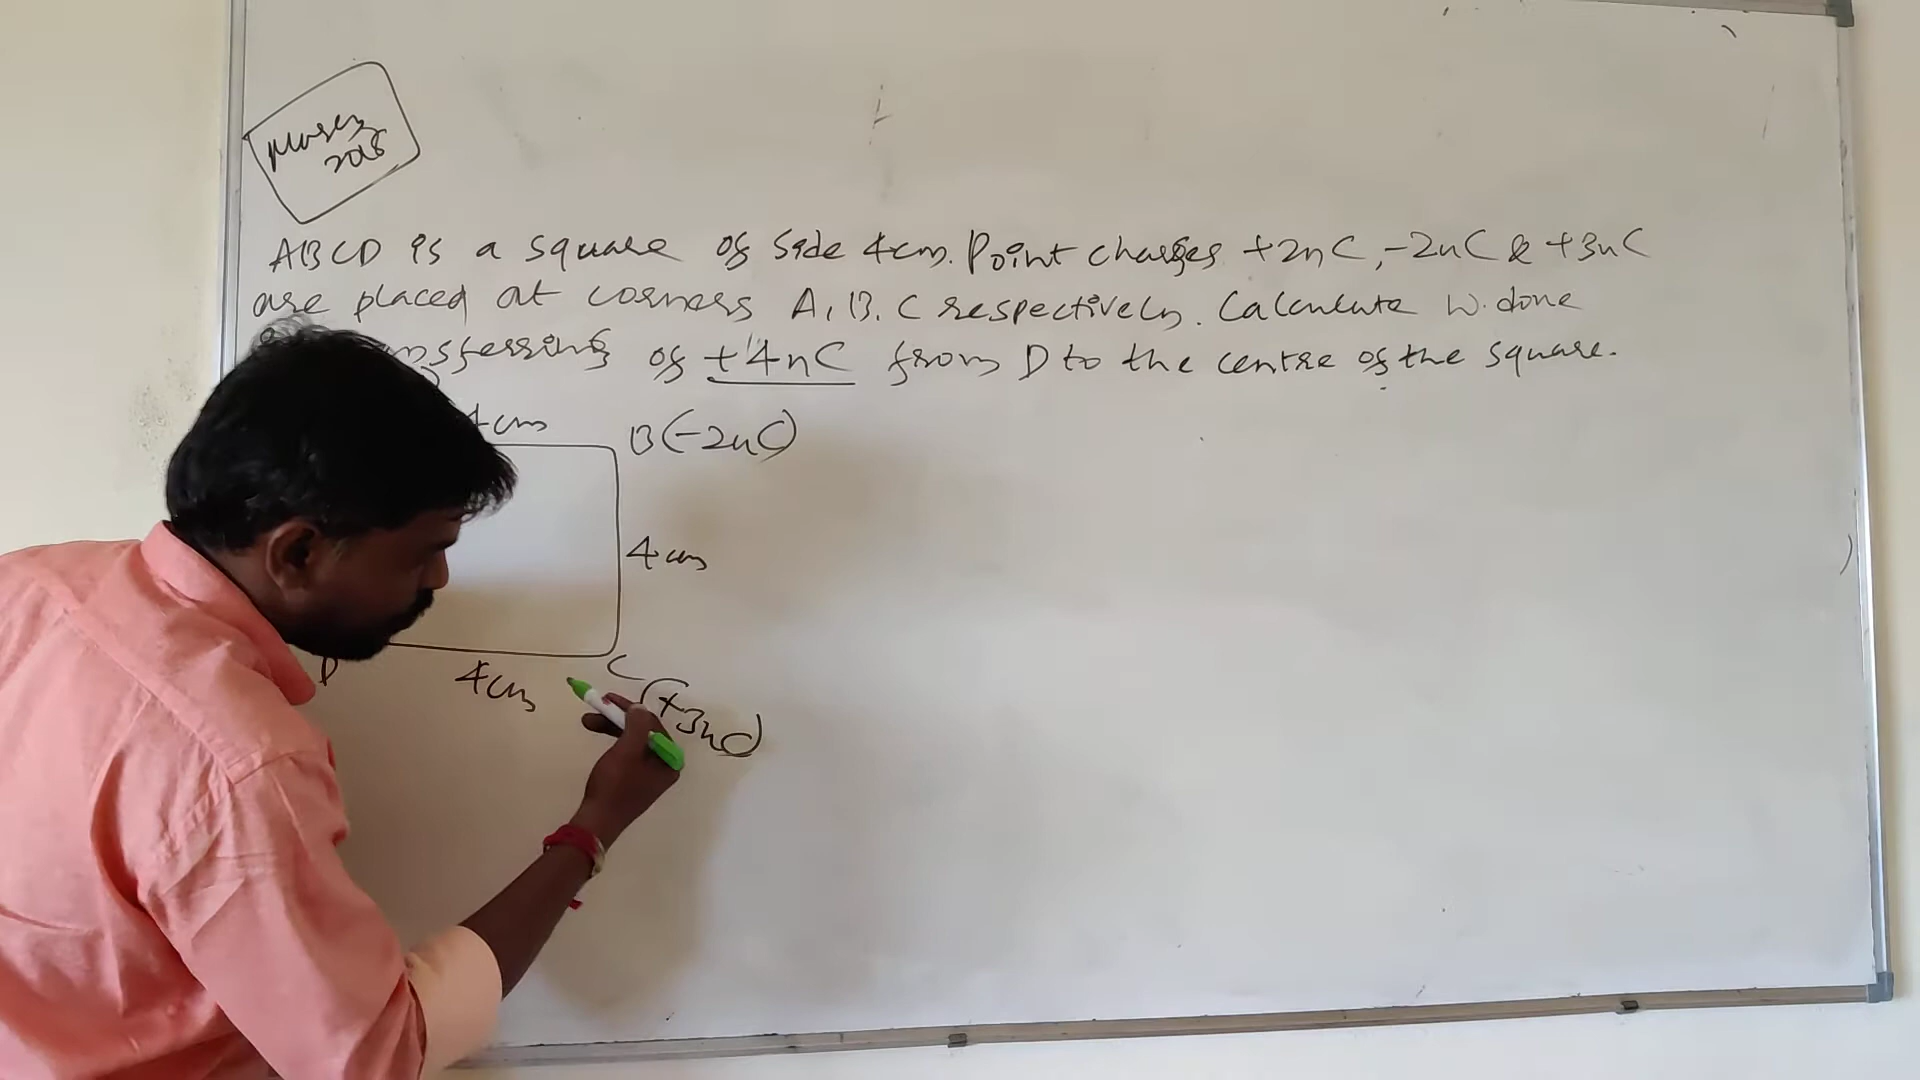 March
2018
ABCD is a square of side 4cm. Point charges +2nC, -2nC & +3nC
are placed at corners A, B, C respectively. Calculate W. done
of +4nC from D to the centre of the square.
4cm
B(-2nC)
4cm
D
4cm
C
(+3nC)